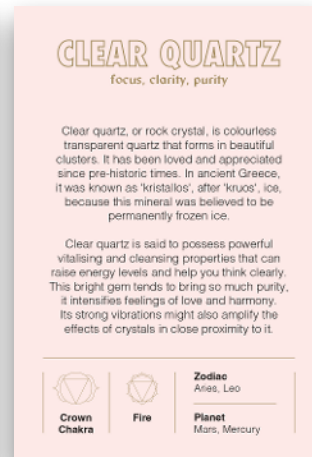 CLEAR QUARTZ
focus, clarity, purity
Clear quartz, or rock crystal, is colourless
transparent quartz that forms in beautiful
clusters. It has been loved and appreciated
since pre-historic times. In ancient Greece,
it was known as 'kristallos', after 'kruos', ice,
because this mineral was believed to be
permanently frozen ice.
Clear quartz is said to possess powerful
vitalising and cleansing properties that can
raise energy levels and help you think clearly.
This bright gem tends to bring so much purity,
it intensifies feelings of love and harmony.
Its strong vibrations might also amplify the
effects of crystals in close proximity to it.
Crown
Chakra
Fire
Zodiac
Aries, Leo
Planet
Mars, Mercury